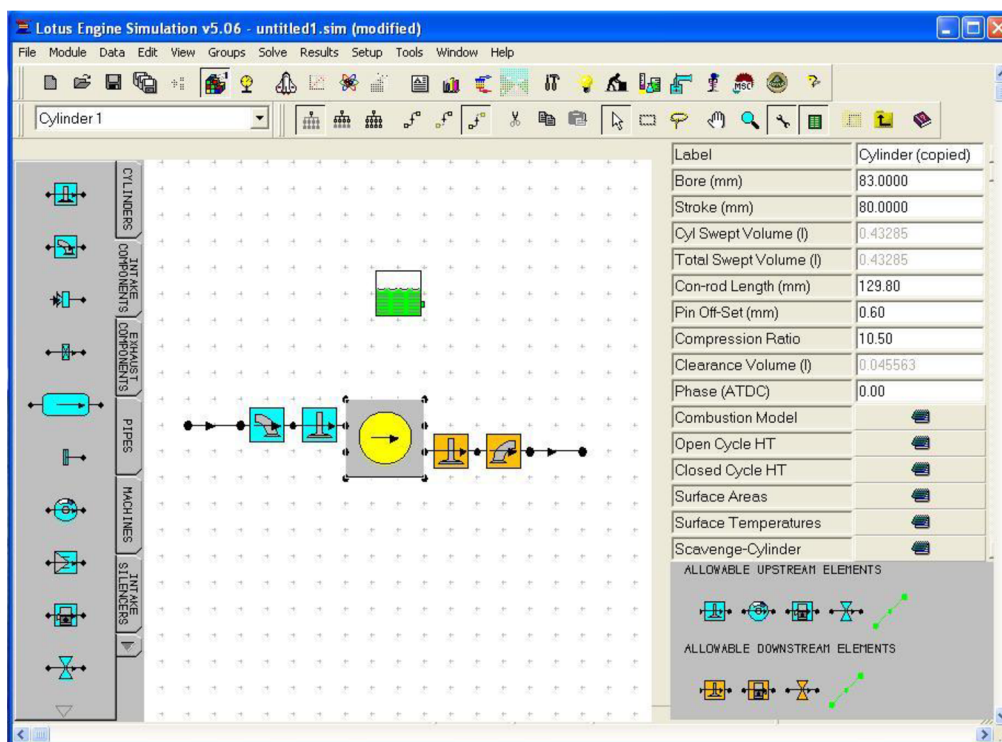 Lotus Engine Simulation v5.06 - untitled1.sim (modified)
File Module Data Edit View Groups Solve Results Setup Tools Window Help
MSC
Cylinder 1
CYLINDERS
INTAKE COMPONENTS
EXHAUST COMPONENTS
PIPES
MACHINES
INTAKE SILENCERS
Label Cylinder (copied)
Bore (mm) 83.0000
Stroke (mm) 80.0000
Cyl Swept Volume (l) 0.43285
Total Swept Volume (l) 0.43285
Con-rod Length (mm) 129.80
Pin Off-Set (mm) 0.60
Compression Ratio 10.50
Clearance Volume (l) 0.045563
Phase (ATDC) 0.00
Combustion Model
Open Cycle HT
Closed Cycle HT
Surface Areas
Surface Temperatures
Scavenge-Cylinder
ALLOWABLE UPSTREAM ELEMENTS
ALLOWABLE DOWNSTREAM ELEMENTS